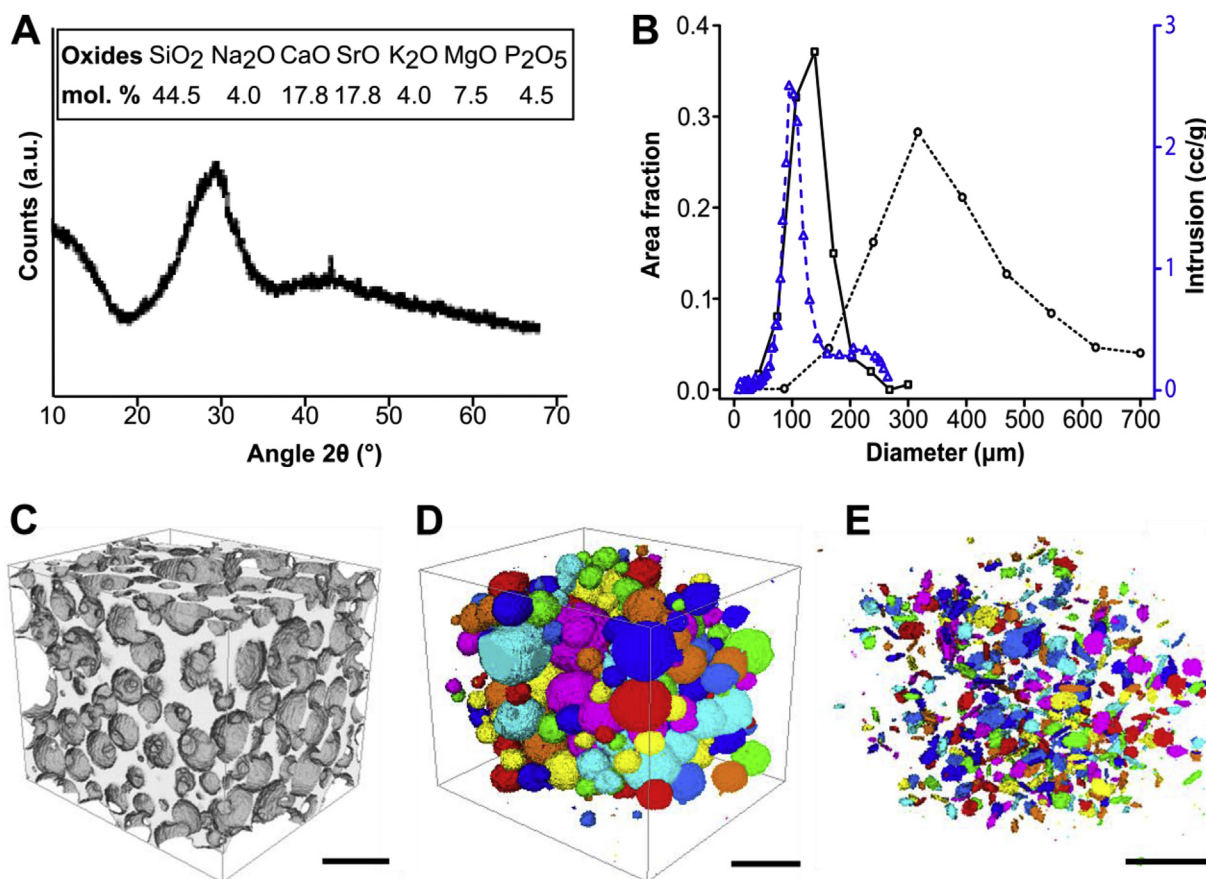 A
Oxides SiO2 Na2O CaO SrO K2O MgO P2O5
mol. % 44.5 4.0 17.8 17.8 4.0 7.5 4.5
Counts (a.u.)
10 20 30 40 50 60 70
Angle 2θ (°)
B
0.4
0.3
0.2
0.1
0.0
Area fraction
3
2
1
0
Intrusion (cc/g)
0 100 200 300 400 500 600 700
Diameter (µm)
C
D
E